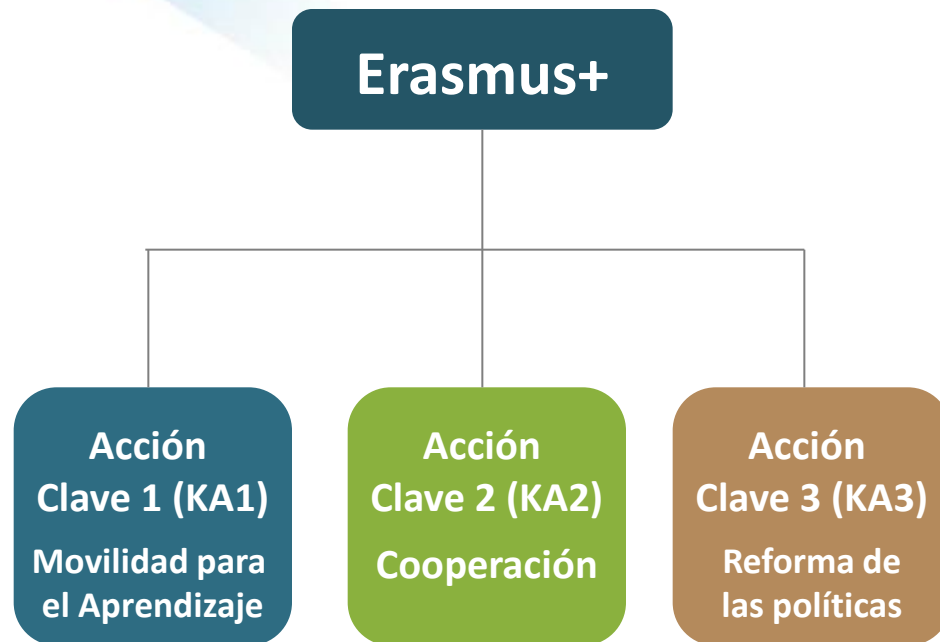 Erasmus+
Acción
Clave 1 (KA1)
Movilidad para
el Aprendizaje
Acción
Clave 2 (KA2)
Cooperación
Acción
Clave 3 (KA3)
Reforma de
las políticas